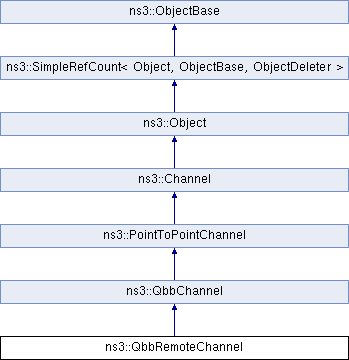 ns3::ObjectBase
ns3::SimpleRefCount< Object, ObjectBase, ObjectDeleter >
ns3::Object
ns3::Channel
ns3::PointToPointChannel
ns3::QbbChannel
ns3::QbbRemoteChannel